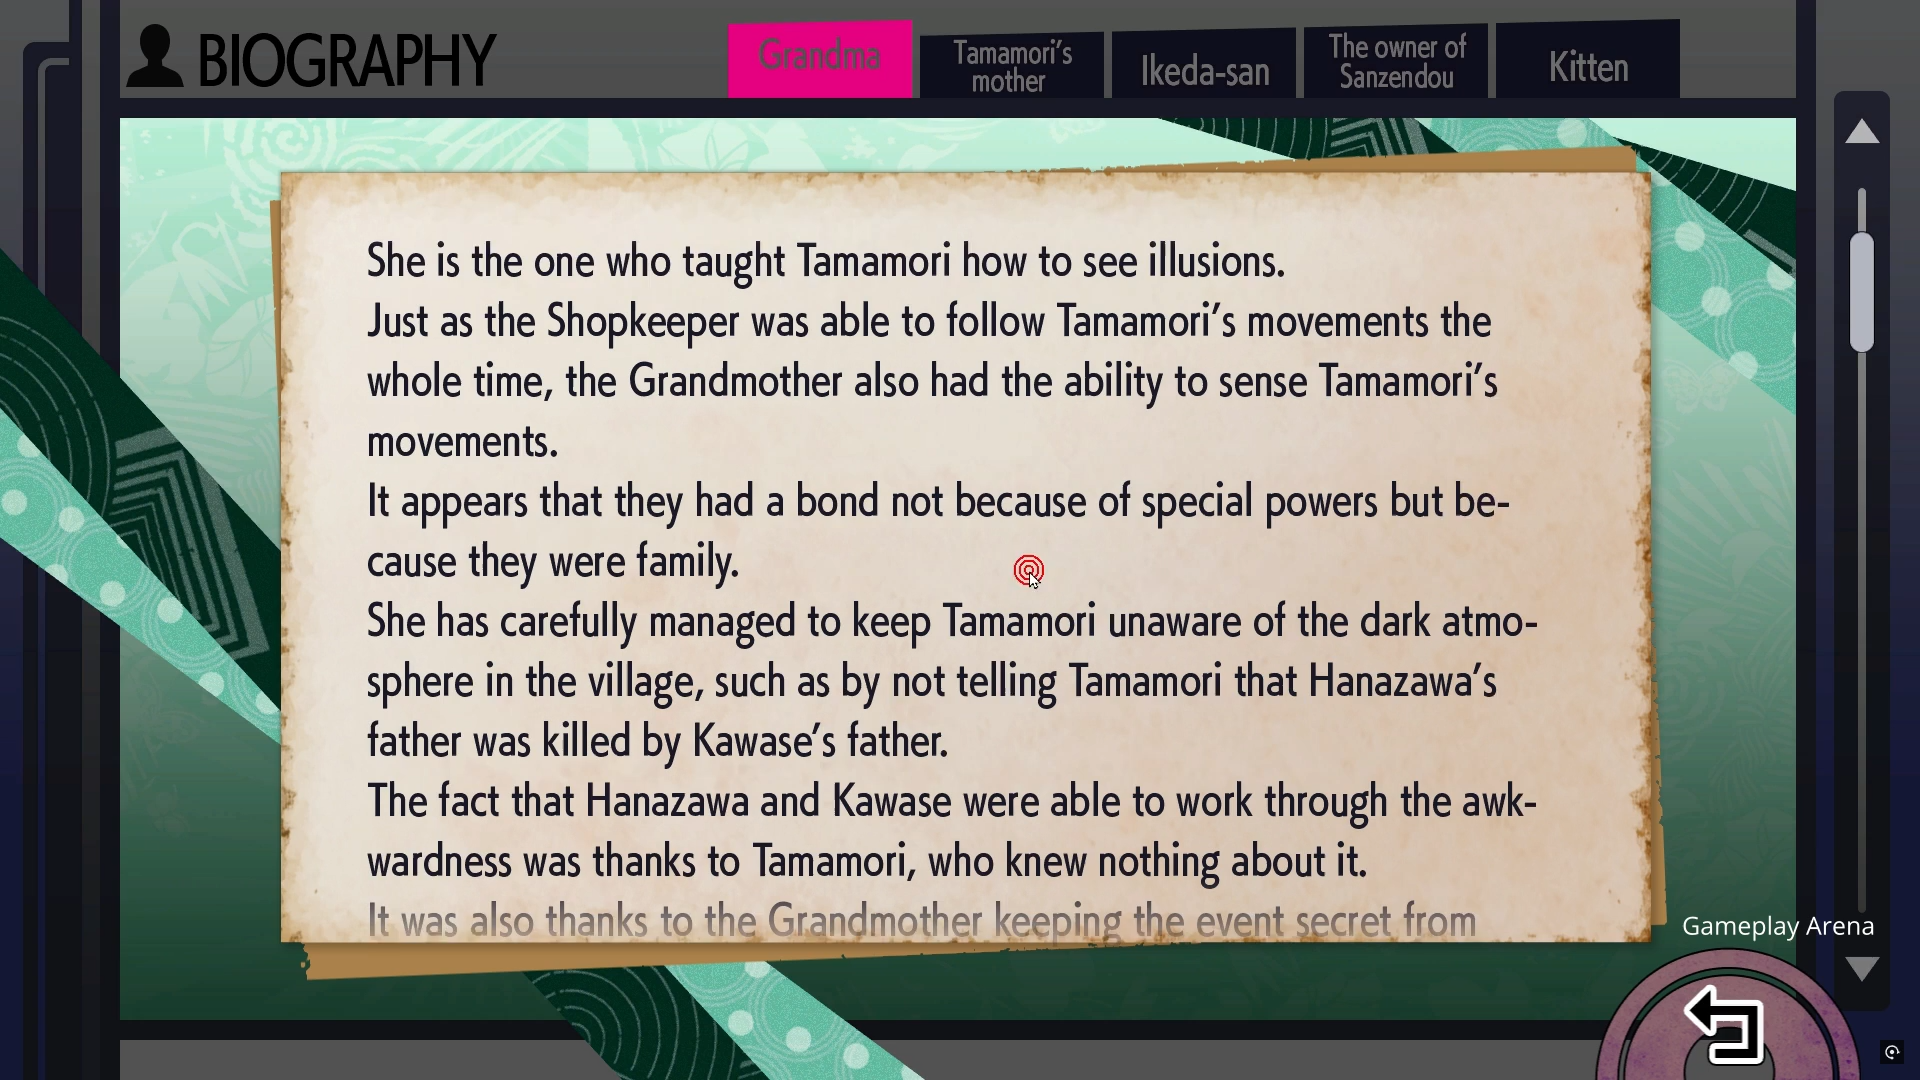 BIOGRAPHY
Grandma
Tamamori's
mother
Ikeda-san
The owner of
Sanzendou
Kitten
She is the one who taught Tamamori how to see illusions.
Just as the Shopkeeper was able to follow Tamamori's movements the
whole time, the Grandmother also had the ability to sense Tamamori's
movements.
It appears that they had a bond not because of special powers but be-
cause they were family.
She has carefully managed to keep Tamamori unaware of the dark atmo-
sphere in the village, such as by not telling Tamamori that Hanazawa's
father was killed by Kawase's father.
The fact that Hanazawa and Kawase were able to work through the awk-
wardness was thanks to Tamamori, who knew nothing about it.
It was also thanks to the Grandmother keeping the event secret from
Gameplay Arena